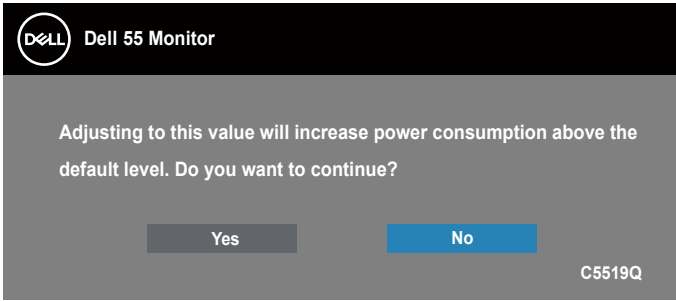 DELL Dell 55 Monitor
Adjusting to this value will increase power consumption above the
default level. Do you want to continue?
Yes No
C5519Q